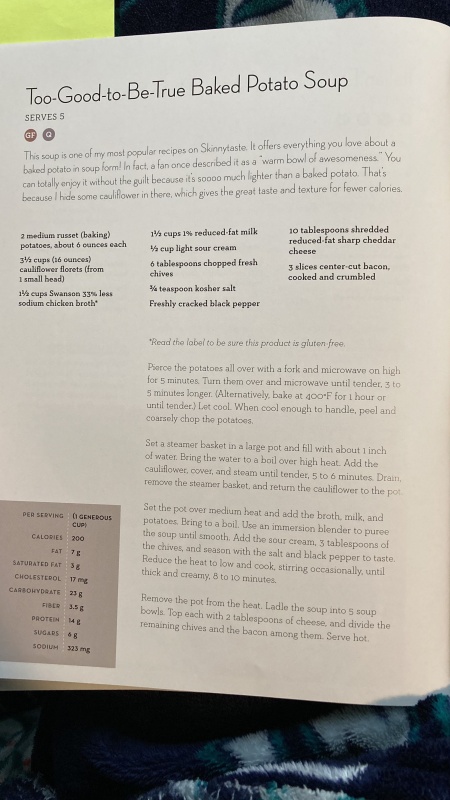 Too-Good-to-Be-True Baked Potato Soup
SERVES 5
GF Q
This soup is one of my most popular recipes on Skinnytaste. It offers everything you love about a
baked potato in soup form! In fact, a fan once described it as a "warm bowl of awesomeness." You
can totally enjoy it without the guilt because it's soooo much lighter than a baked potato. That's
because I hide some cauliflower in there, which gives the great taste and texture for fewer calories.
2 medium russet (baking)
potatoes, about 6 ounces each
3½ cups (16 ounces)
cauliflower florets (from
1 small head)
1½ cups Swanson 33% less
sodium chicken broth*
1½ cups 1% reduced-fat milk
½ cup light sour cream
6 tablespoons chopped fresh
chives
¾ teaspoon kosher salt
Freshly cracked black pepper
10 tablespoons shredded
reduced-fat sharp cheddar
cheese
3 slices center-cut bacon,
cooked and crumbled
*Read the label to be sure this product is gluten-free.
Pierce the potatoes all over with a fork and microwave on high
for 5 minutes. Turn them over and microwave until tender, 3 to
5 minutes longer. (Alternatively, bake at 400°F for 1 hour or
until tender.) Let cool. When cool enough to handle, peel and
coarsely chop the potatoes.
Set a steamer basket in a large pot and fill with about 1 inch
of water. Bring the water to a boil over high heat. Add the
cauliflower, cover, and steam until tender, 5 to 6 minutes. Drain,
remove the steamer basket, and return the cauliflower to the pot.
Set the pot over medium heat and add the broth, milk, and
potatoes. Bring to a boil. Use an immersion blender to puree
the soup until smooth. Add the sour cream, 3 tablespoons of
the chives, and season with the salt and black pepper to taste.
Reduce the heat to low and cook, stirring occasionally, until
thick and creamy, 8 to 10 minutes.
Remove the pot from the heat. Ladle the soup into 5 soup
bowls. Top each with 2 tablespoons of cheese, and divide the
remaining chives and the bacon among them. Serve hot.
PER SERVING (1 GENEROUS
CUP)
CALORIES 200
FAT 7 g
SATURATED FAT 3 g
CHOLESTEROL 17 mg
CARBOHYDRATE 23 g
FIBER 3.5 g
PROTEIN 14 g
SUGARS 6 g
SODIUM 523 mg